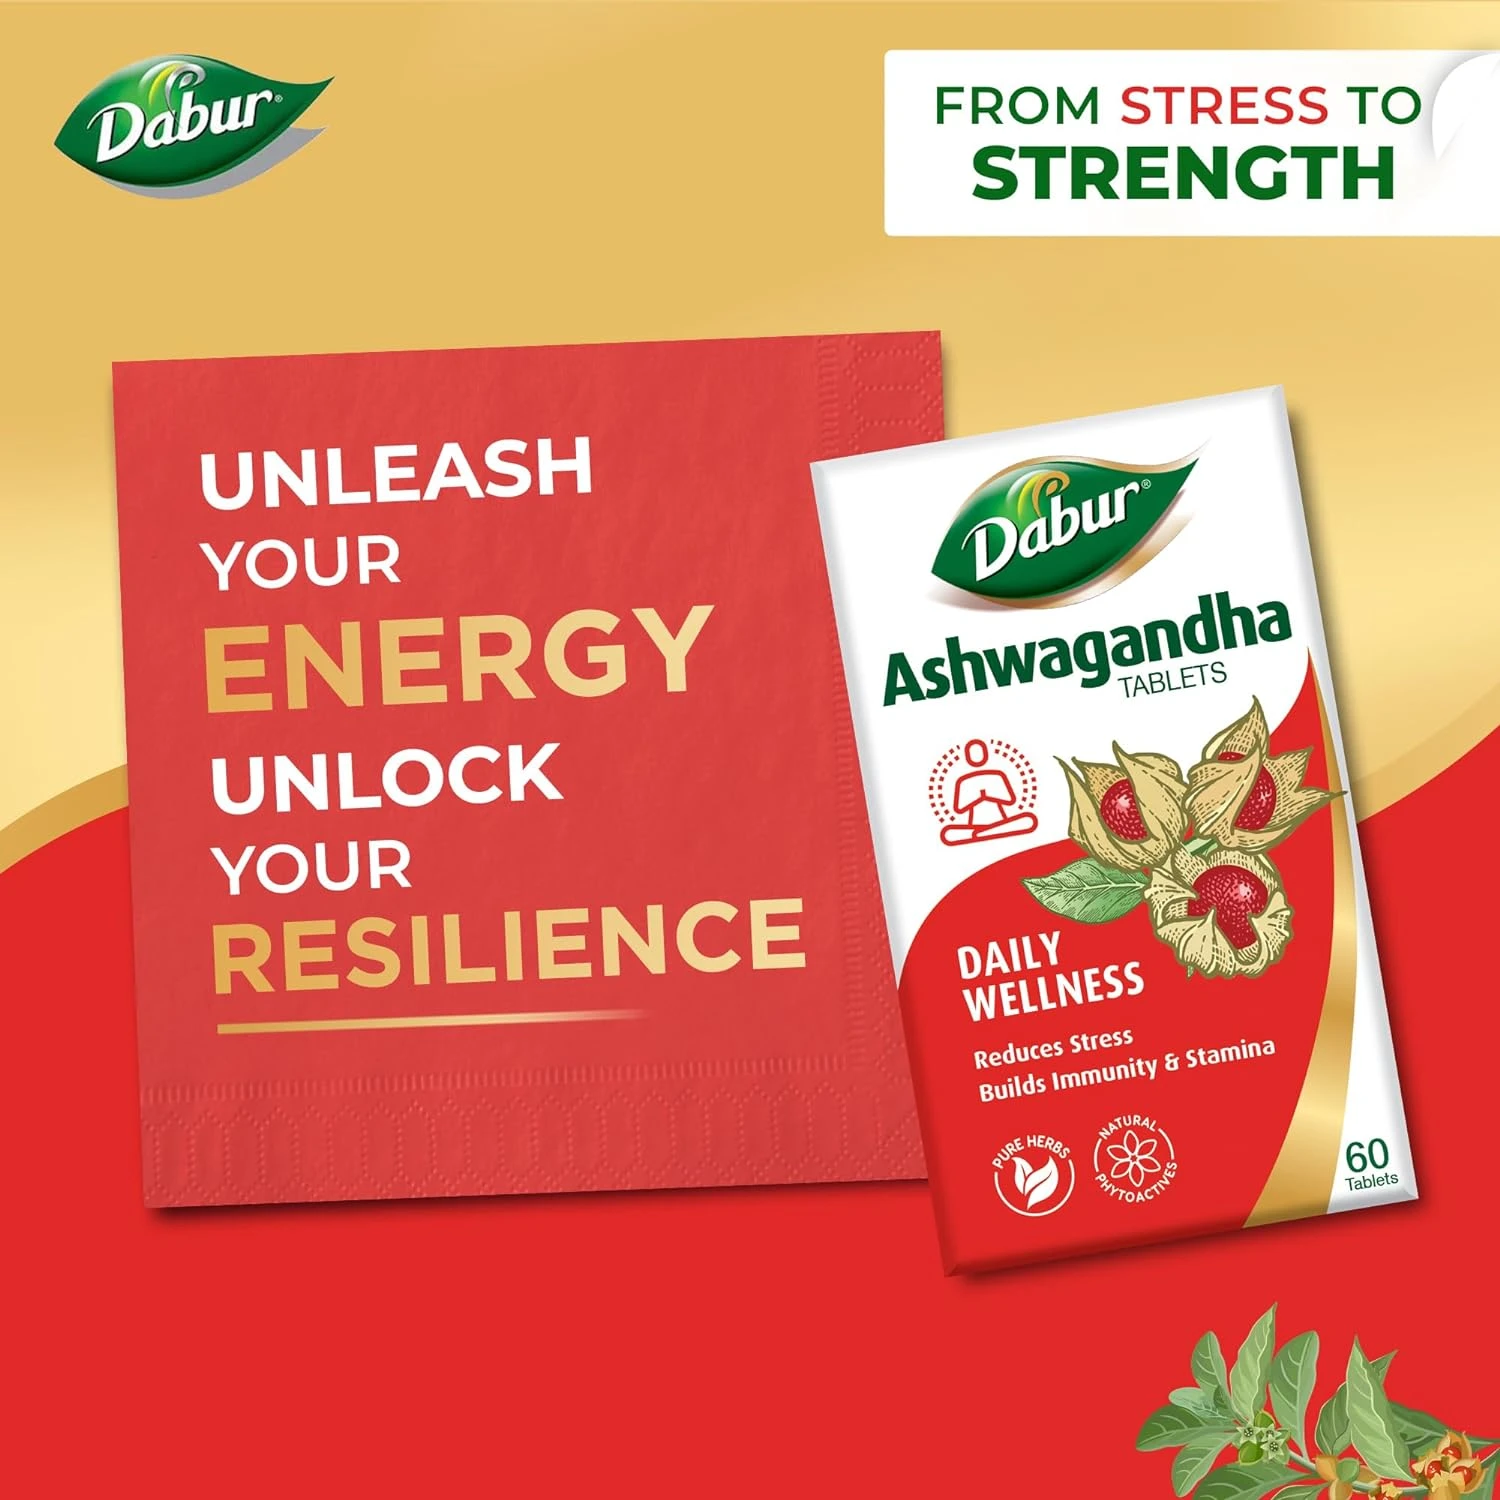 Dabur®
FROM STRESS TO
STRENGTH
UNLEASH
YOUR
ENERGY
UNLOCK
YOUR
RESILIENCE
Dabur®
Ashwagandha
TABLETS
DAILY
WELLNESS
Reduces Stress
Builds Immunity & Stamina
PURE HERBS
NATURAL
PHYTOACTIVES
60
Tablets